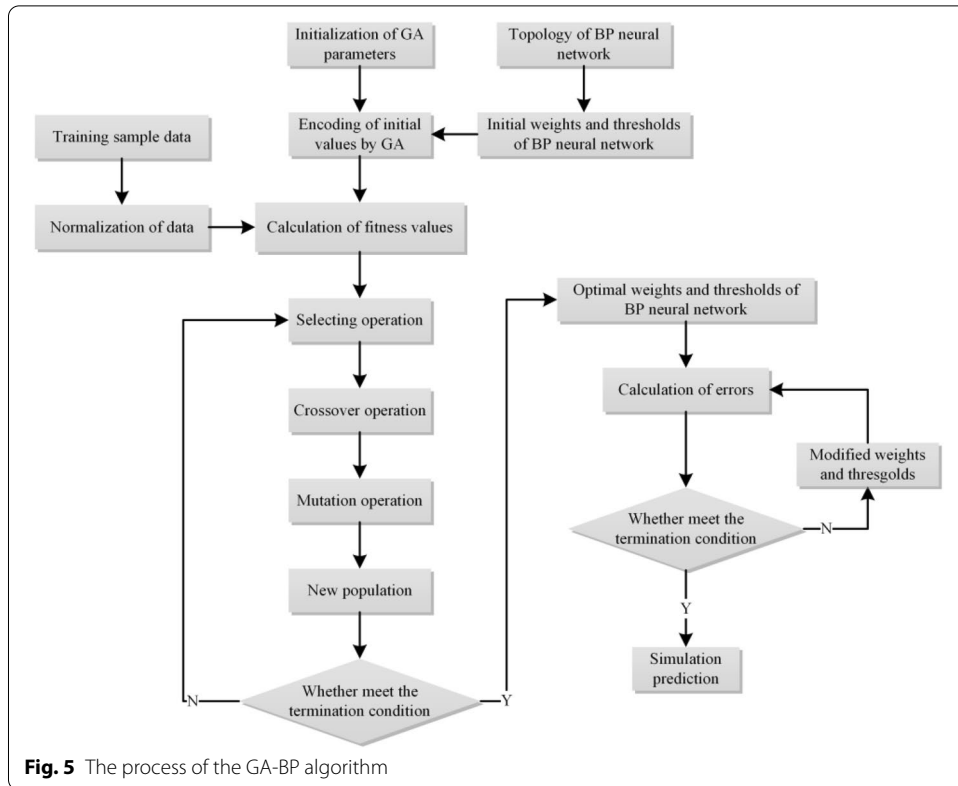 Initialization of GA
parameters
Topology of BP neural
network
Training sample data
Encoding of initial
values by GA
Initial weights and thresholds
of BP neural network
Normalization of data
Calculation of fitness values
Selecting operation
Crossover operation
Mutation operation
New population
Whether meet the
termination condition
N
Y
Optimal weights and thresholds of
BP neural network
Calculation of errors
Modified weights
and thresgolds
Whether meet the
termination condition
N
Y
Simulation
prediction
Fig. 5 The process of the GA-BP algorithm